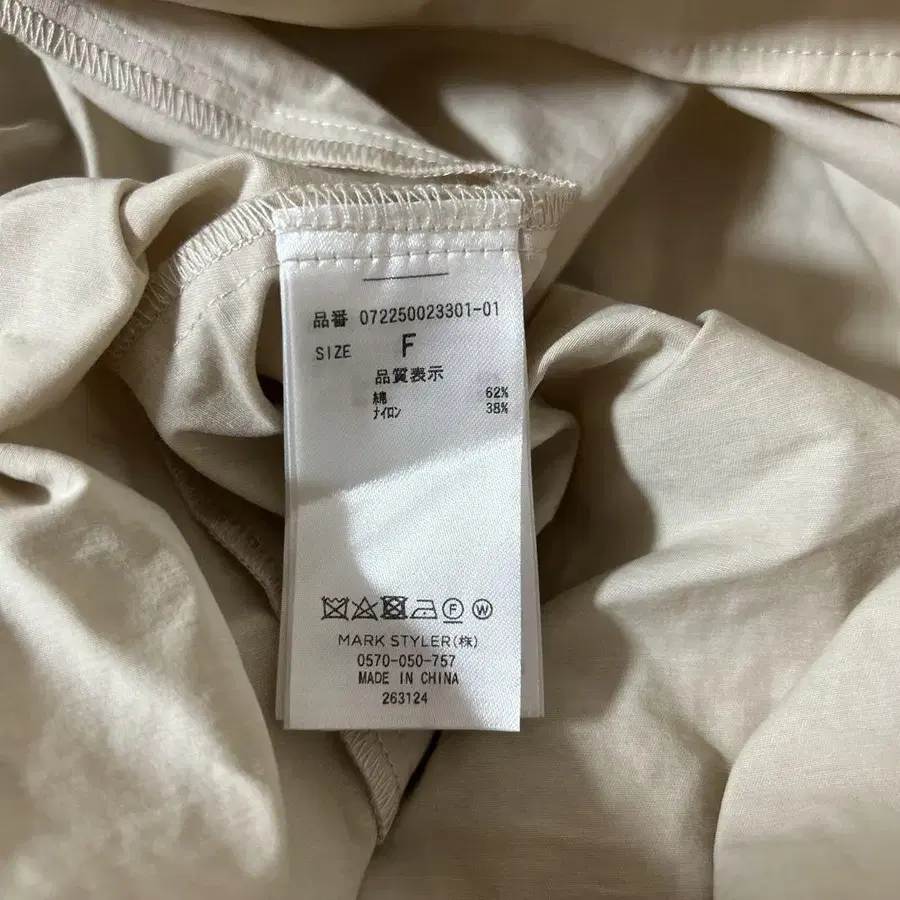 品番 072250023301-01
SIZE F
品質表示
綿 62%
ナイロン 38%
F W
MARK STYLER(株)
0570-050-757
MADE IN CHINA
263124